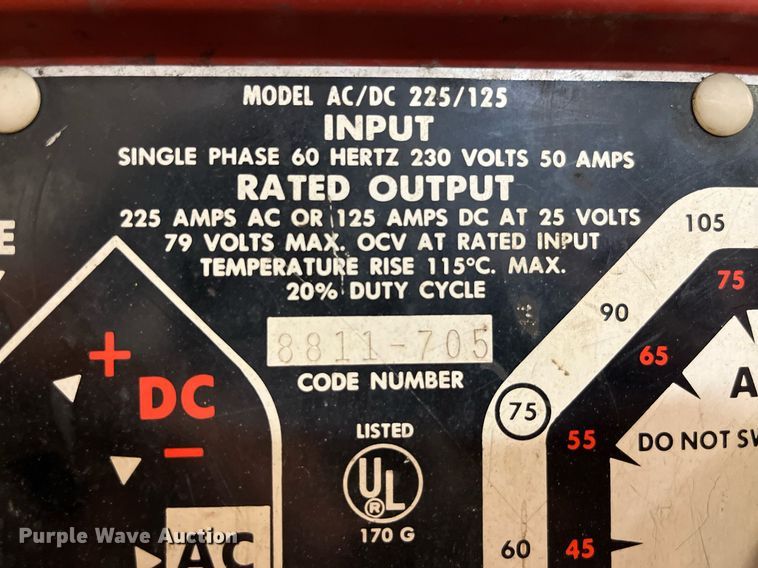 MODEL AC/DC 225/125
INPUT
SINGLE PHASE 60 HERTZ 230 VOLTS 50 AMPS
RATED OUTPUT
225 AMPS AC OR 125 AMPS DC AT 25 VOLTS
79 VOLTS MAX. OCV AT RATED INPUT
TEMPERATURE RISE 115°C. MAX.
20% DUTY CYCLE
8811-705
CODE NUMBER
LISTED
UL
®
170 G
E
+
DC
–
AC
105
75
90
65
75
55
60
45
A
DO NOT SW
Purple Wave Auction